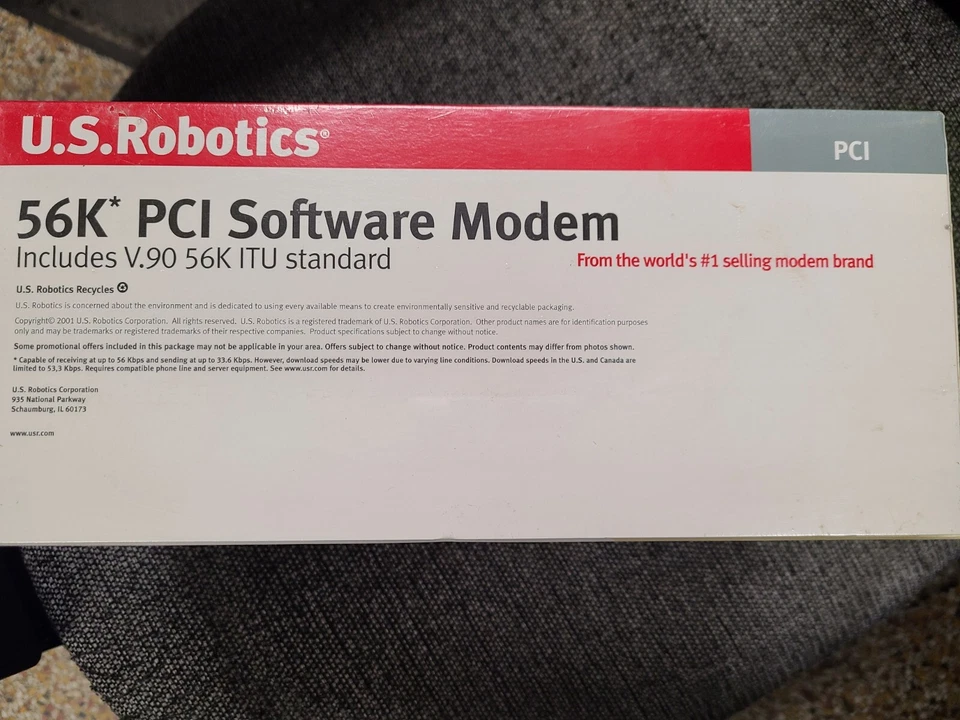 U.S.Robotics®
PCI
56K* PCI Software Modem
Includes V.90 56K ITU standard
From the world's #1 selling modem brand
U.S. Robotics Recycles
U.S. Robotics is concerned about the environment and is dedicated to using every available means to create environmentally sensitive and recyclable packaging.
Copyright© 2001 U.S. Robotics Corporation. All rights reserved. U.S. Robotics is a registered trademark of U.S. Robotics Corporation. Other product names are for identification purposes
only and may be trademarks or registered trademarks of their respective companies. Product specifications subject to change without notice.
Some promotional offers included in this package may not be applicable in your area. Offers subject to change without notice. Product contents may differ from photos shown.
* Capable of receiving at up to 56 Kbps and sending at up to 33.6 Kbps. However, download speeds may be lower due to varying line conditions. Download speeds in the U.S. and Canada are
limited to 53.3 Kbps. Requires compatible phone line and server equipment. See www.usr.com for details.
U.S. Robotics Corporation
935 National Parkway
Schaumburg, IL 60173
www.usr.com